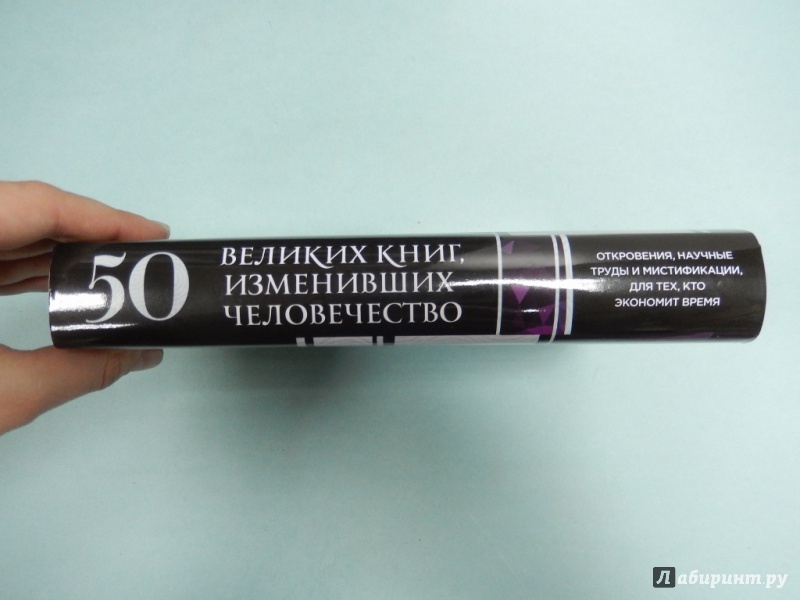 50
ВЕЛИКИХ КНИГ,
ИЗМЕНИВШИХ
ЧЕЛОВЕЧЕСТВО
ОТКРОВЕНИЯ, НАУЧНЫЕ
ТРУДЫ И МИСТИФИКАЦИИ,
ДЛЯ ТЕХ, КТО
ЭКОНОМИТ ВРЕМЯ
Лабиринт.ру